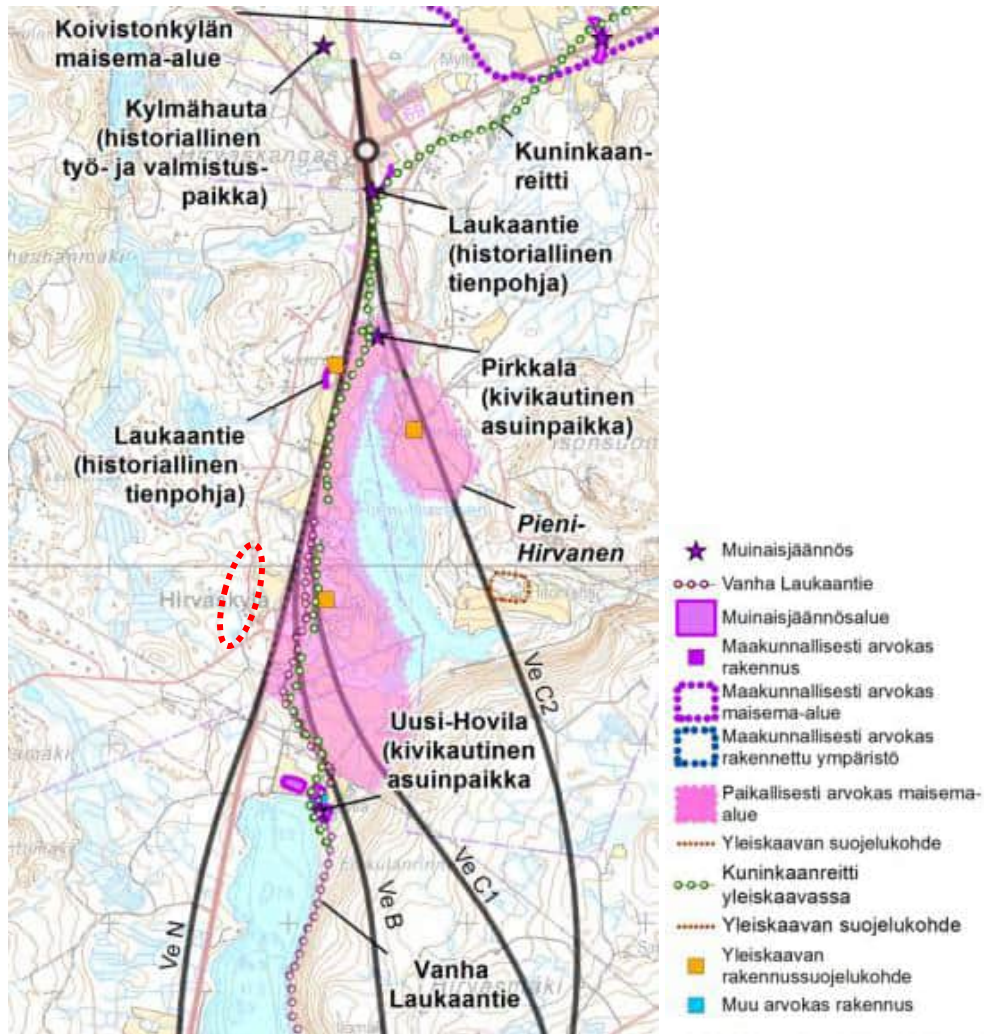 Koivistonkylän
maisema-alue
Kylmähauta
(historiallinen
työ- ja valmistus-
paikka)
Hirvaskangas
69
Kuninkaan-
reitti
Laukaantie
(historiallinen
tienpohja)
Pirkkala
(kivikautinen
asuinpaikka)
Laukaantie
(historiallinen
tienpohja)
Pieni-
Hirvanen
Hirvaskylä
Ve C2
Uusi-Hovila
(kivikautinen
asuinpaikka
Ve N
Ve B
Ve C1
Vanha
Laukaantie
Hirvasmäki
Muinaisjäännös
Vanha Laukaantie
Muinaisjäännösalue
Maakunnallisesti arvokas
rakennus
Maakunnallisesti arvokas
maisema-alue
Maakunnallisesti arvokas
rakennettu ympäristö
Paikallisesti arvokas maisema-
alue
Yleiskaavan suojelukohde
Kuninkaanreitti
yleiskaavassa
Yleiskaavan suojelukohde
Yleiskaavan
rakennussuojelukohde
Muu arvokas rakennus